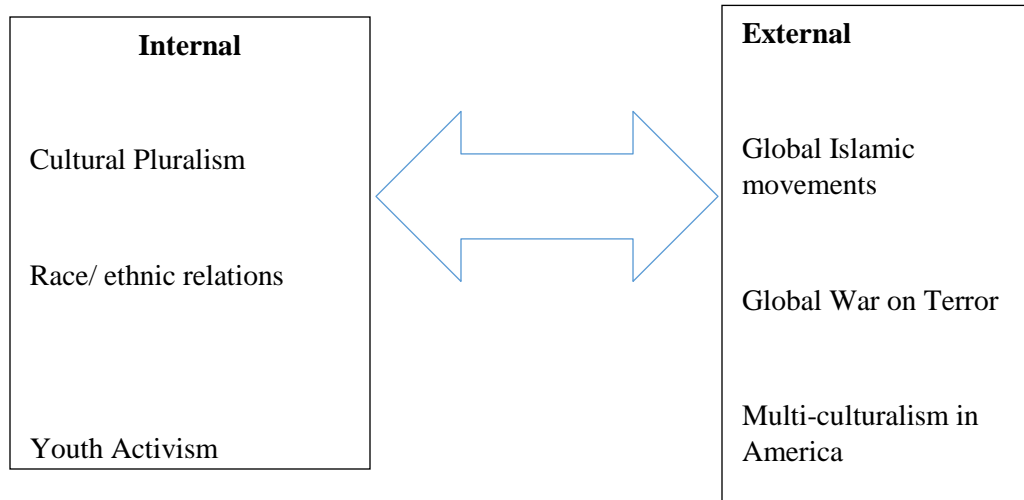 Internal
Cultural Pluralism
Race/ ethnic relations
Youth Activism
External
Global Islamic
movements
Global War on Terror
Multi-culturalism in
America